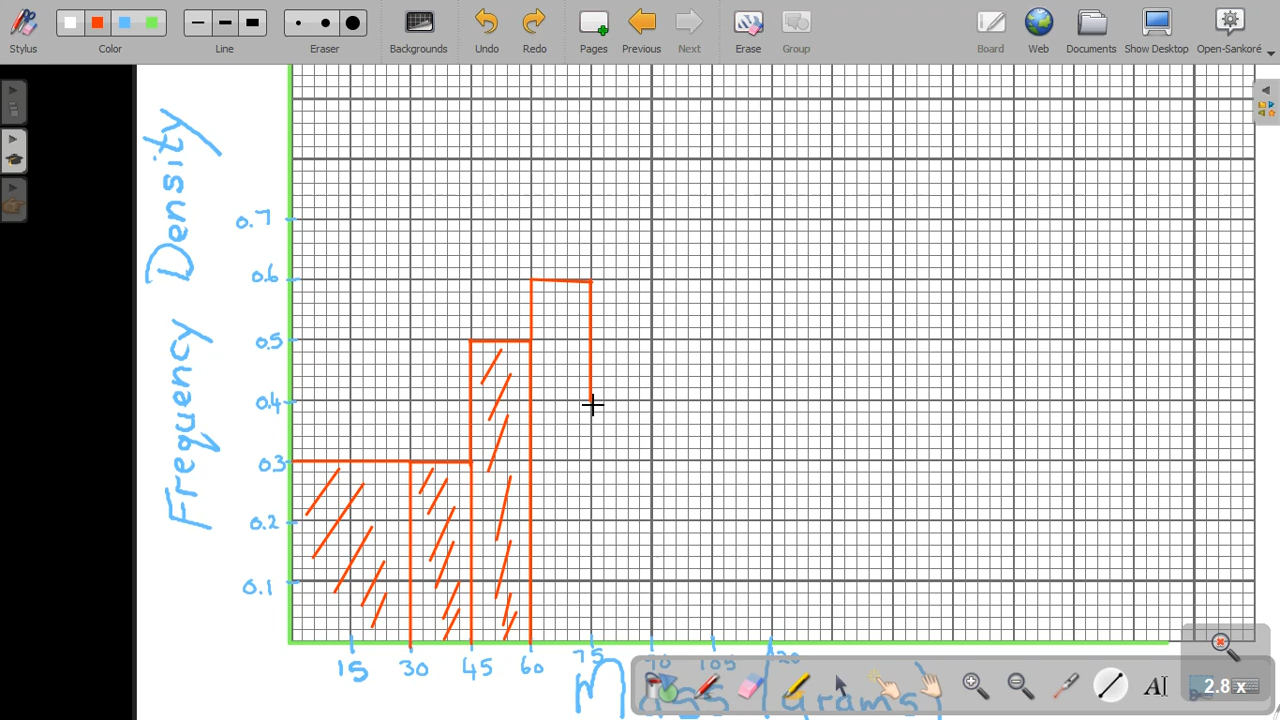 Stylus
Color
Line
Eraser
Backgrounds
Undo
Redo
Pages
Previous
Next
Erase
Group
Board
Web
Documents
Show Desktop
Open-Sankoré
Frequency Density
0.7
0.6
0.5
0.4
0.3
0.2
0.1
15 30 45 60 75 90 105 120
Mass (grams)
AI
2.8 x